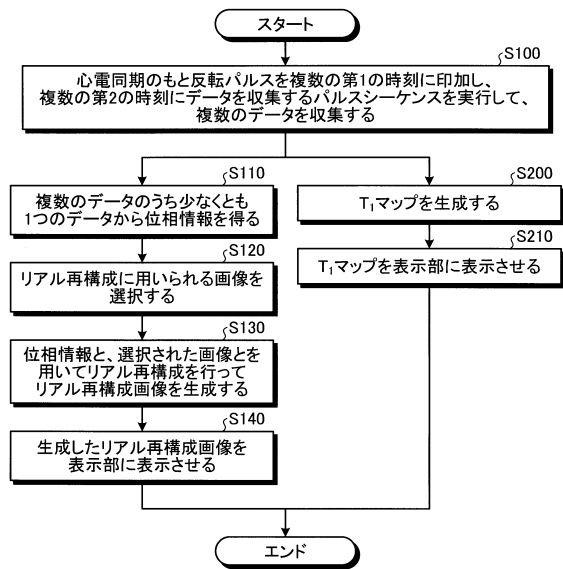 スタート
S100
心電同期のもと反転パルスを複数の第1の時刻に印加し、
複数の第2の時刻にデータを収集するパルスシーケンスを実行して、
複数のデータを収集する
S110
複数のデータのうち少なくとも
1つのデータから位相情報を得る
S200
T₁マップを生成する
S120
リアル再構成に用いられる画像を
選択する
S210
T₁マップを表示部に表示させる
S130
位相情報と、選択された画像とを
用いてリアル再構成を行って
リアル再構成画像を生成する
S140
生成したリアル再構成画像を
表示部に表示させる
エンド